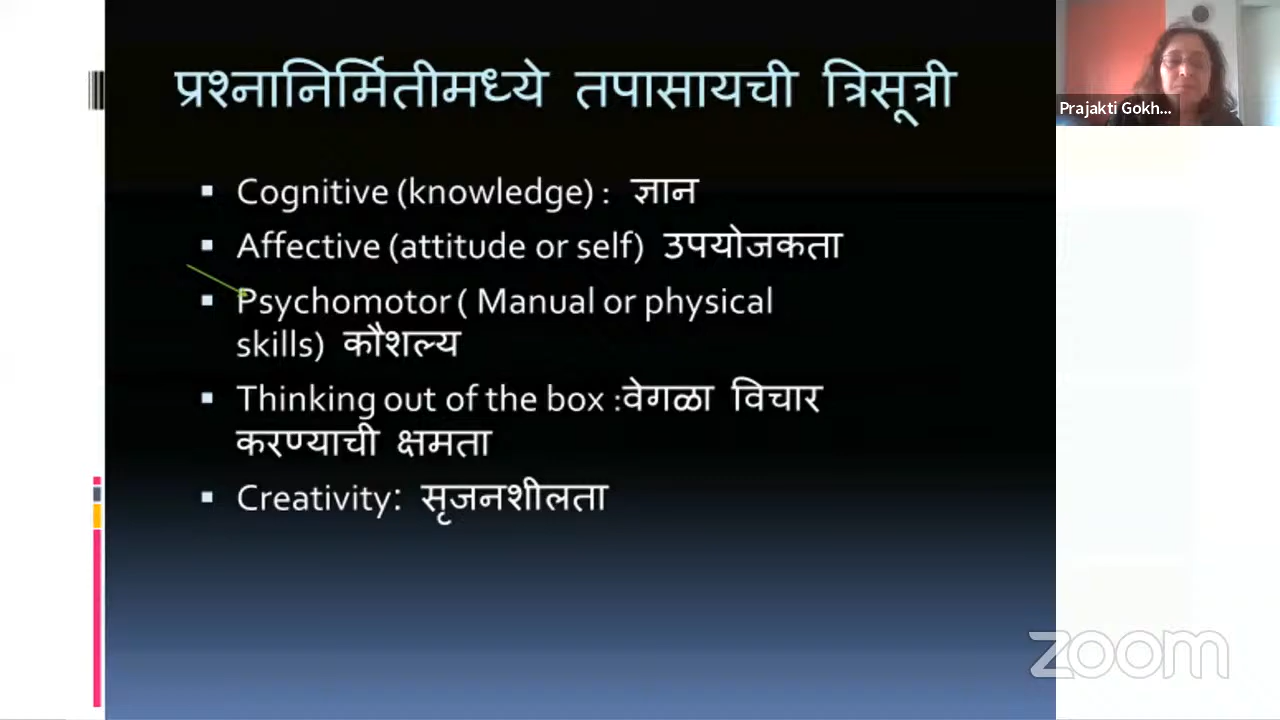 प्रश्नानिर्मितीमध्ये तपासायची त्रिसूत्री
▪ Cognitive (knowledge) : ज्ञान
▪ Affective (attitude or self) उपयोजकता
▪ Psychomotor ( Manual or physical
skills) कौशल्य
▪ Thinking out of the box :वेगळा विचार
करण्याची क्षमता
▪ Creativity: सृजनशीलता
Prajakti Gokh...
zoom